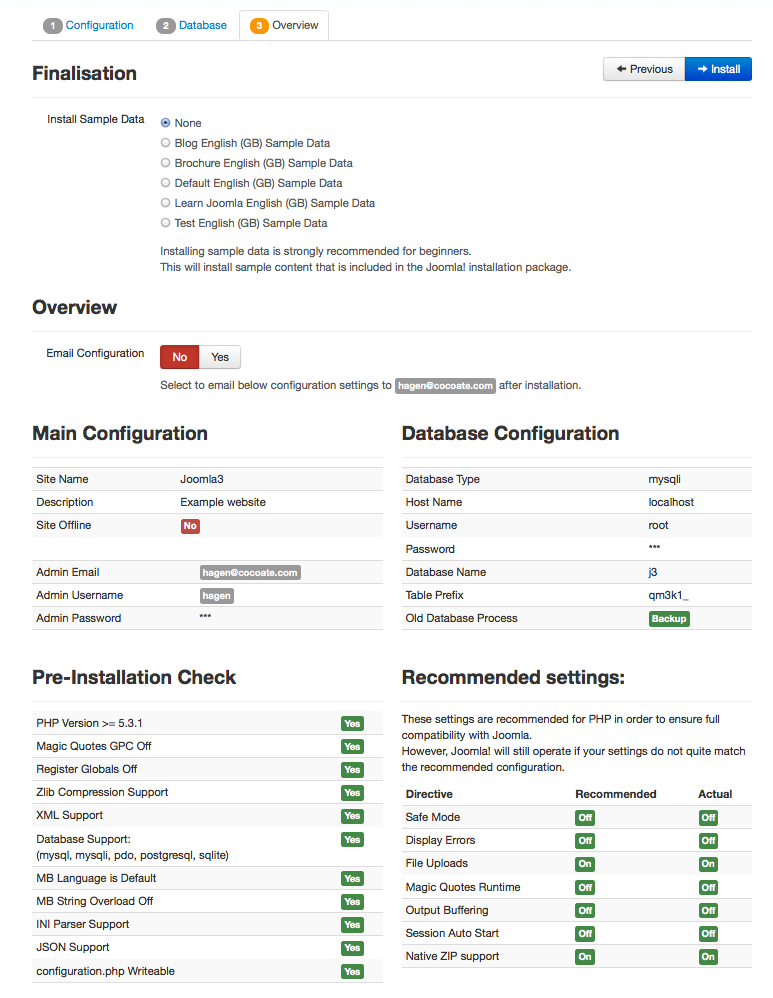 1 Configuration 2 Database 3 Overview
Finalisation
Previous Install
Install Sample Data
None
Blog English (GB) Sample Data
Brochure English (GB) Sample Data
Default English (GB) Sample Data
Learn Joomla English (GB) Sample Data
Test English (GB) Sample Data
Installing sample data is strongly recommended for beginners.
This will install sample content that is included in the Joomla! installation package.
Overview
Email Configuration No Yes
Select to email below configuration settings to hagen@cocoate.com after installation.
Main Configuration
Site Name Joomla3
Description Example website
Site Offline No
Admin Email hagen@cocoate.com
Admin Username hagen
Admin Password ***
Database Configuration
Database Type mysqli
Host Name localhost
Username root
Password ***
Database Name j3
Table Prefix qm3k1_
Old Database Process Backup
Pre-Installation Check
PHP Version >= 5.3.1 Yes
Magic Quotes GPC Off Yes
Register Globals Off Yes
Zlib Compression Support Yes
XML Support Yes
Database Support: Yes
(mysql, mysqli, pdo, postgresql, sqlite)
MB Language is Default Yes
MB String Overload Off Yes
INI Parser Support Yes
JSON Support Yes
configuration.php Writeable Yes
Recommended settings:
These settings are recommended for PHP in order to ensure full
compatibility with Joomla.
However, Joomla! will still operate if your settings do not quite match
the recommended configuration.
Directive Recommended Actual
Safe Mode Off Off
Display Errors Off Off
File Uploads On On
Magic Quotes Runtime Off Off
Output Buffering Off Off
Session Auto Start Off Off
Native ZIP support On On